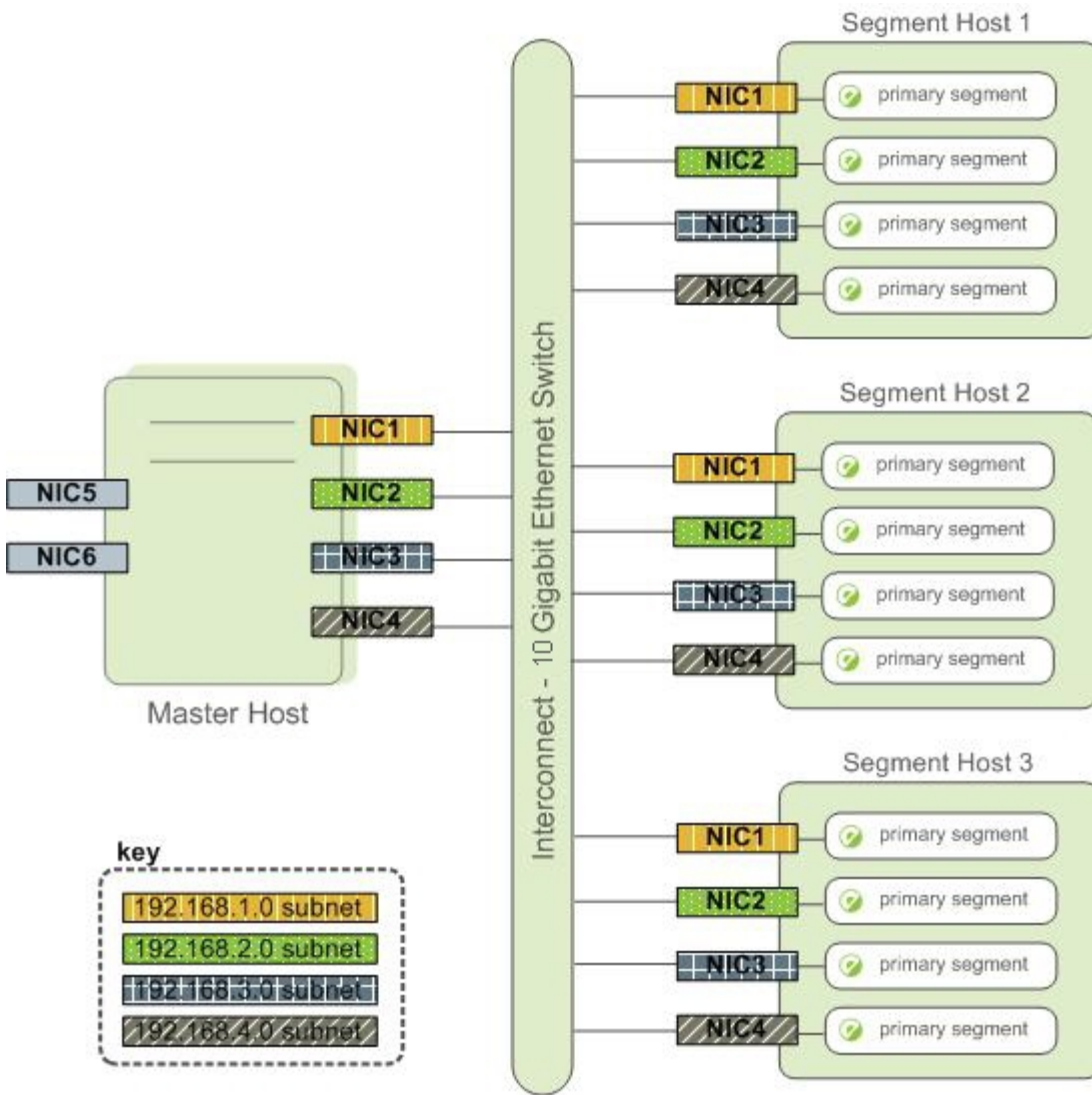 Segment Host 1
NIC1
primary segment
NIC2
primary segment
NIC3
primary segment
NIC4
primary segment
Interconnect - 10 Gigabit Ethernet Switch
NIC1
NIC5
NIC2
NIC6
NIC3
NIC4
Master Host
Segment Host 2
NIC1
primary segment
NIC2
primary segment
NIC3
primary segment
NIC4
primary segment
Segment Host 3
NIC1
primary segment
NIC2
primary segment
NIC3
primary segment
NIC4
primary segment
key
192.168.1.0 subnet
192.168.2.0 subnet
192.168.3.0 subnet
192.168.4.0 subnet